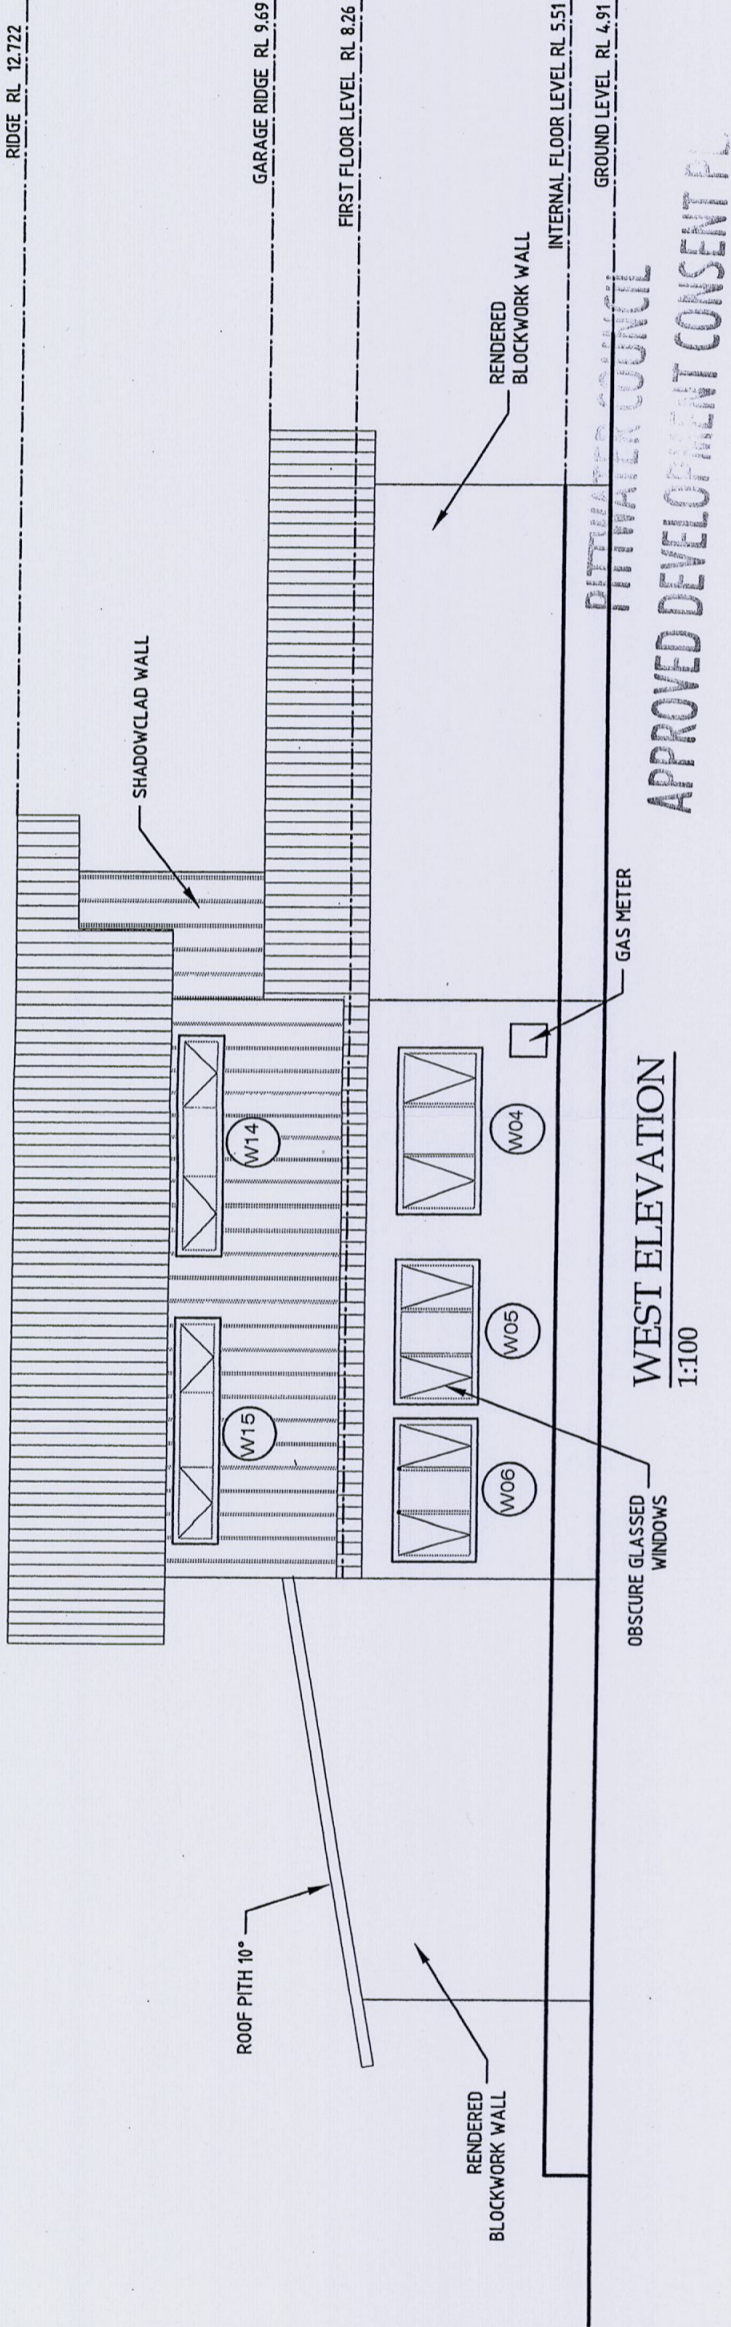 RIDGE RL 12.722
GARAGE RIDGE RL 9.69
FIRST FLOOR LEVEL RL 8.26
INTERNAL FLOOR LEVEL RL 5.51
GROUND LEVEL RL 4.91
SHADOWCLAD WALL
RENDERED
BLOCKWORK WALL
ROOF PITH 10°
W15
W14
W06
W05
W04
GAS METER
RENDERED
BLOCKWORK WALL
OBSCURE GLASSED
WINDOWS
WEST ELEVATION
1:100
PITTWATER COUNCIL
APPROVED DEVELOPMENT CONSENT